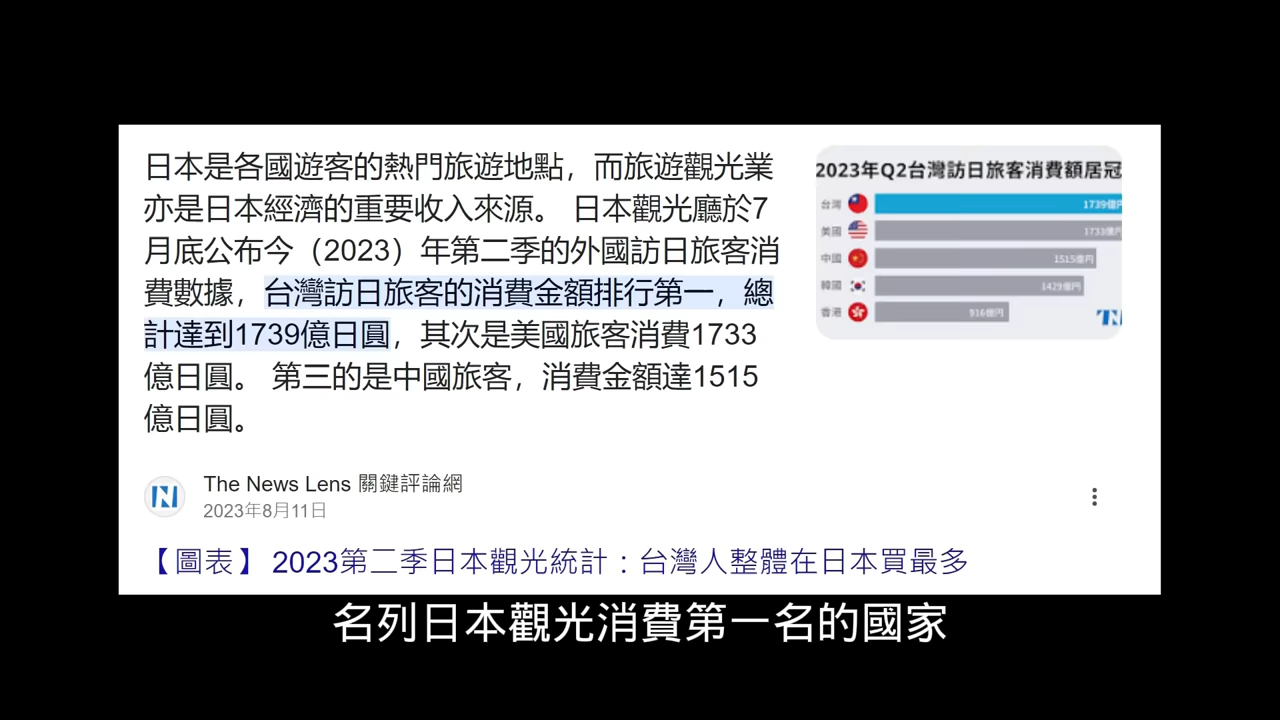 日本是各國遊客的熱門旅遊地點，而旅遊觀光業
亦是日本經濟的重要收入來源。 日本觀光廳於7
月底公布今（2023）年第二季的外國訪日旅客消
費數據，台灣訪日旅客的消費金額排行第一，總
計達到1739億日圓，其次是美國旅客消費1733
億日圓。 第三的是中國旅客，消費金額達1515
億日圓。
2023年Q2台灣訪日旅客消費額居冠
台灣 1739億円
美國 1733億円
中國 1515億円
韓國 1429億円
香港 916億円
The News Lens 關鍵評論網
2023年8月11日
【圖表】 2023第二季日本觀光統計：台灣人整體在日本買最多
名列日本觀光消費第一名的國家